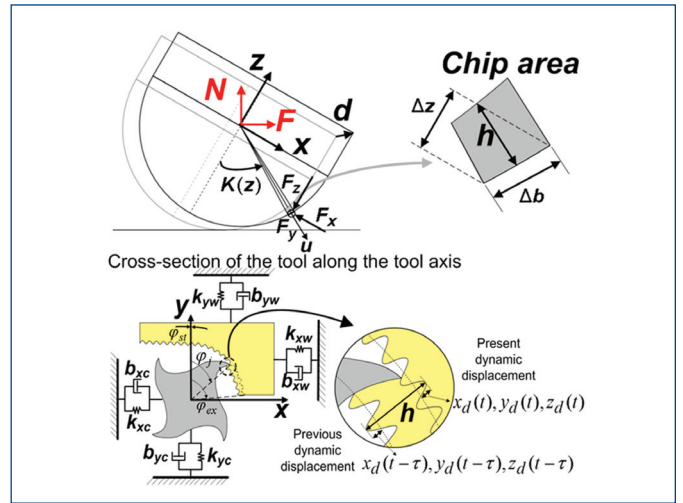 Chip area
z
N
d
F
x
K(z)
F_z
F_x
F_y
u
Δz
h
Δb
Cross-section of the tool along the tool axis
k_yw
b_yw
y
φ_st
φ_j
k_xw
b_xw
b_xc
k_xc
φ_ex
x
b_yc
k_yc
h
Present
dynamic
displacement
x_d(t), y_d(t), z_d(t)
Previous
dynamic
displacement
x_d(t−τ), y_d(t−τ), z_d(t−τ)